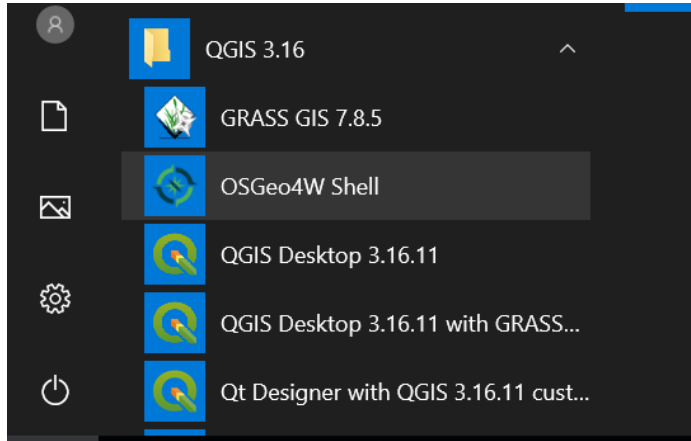 QGIS 3.16
GRASS GIS 7.8.5
OSGeo4W Shell
QGIS Desktop 3.16.11
QGIS Desktop 3.16.11 with GRASS...
Qt Designer with QGIS 3.16.11 cust...